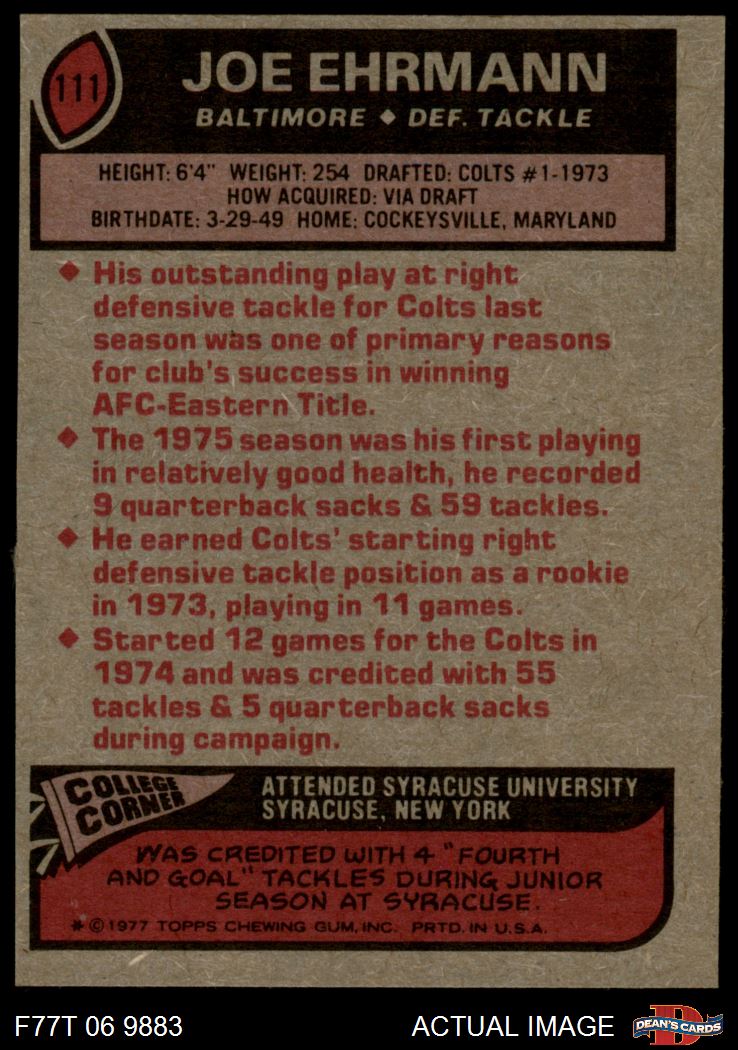 111
JOE EHRMANN
BALTIMORE ◆ DEF. TACKLE
HEIGHT: 6'4" WEIGHT: 254 DRAFTED: COLTS #1-1973
HOW ACQUIRED: VIA DRAFT
BIRTHDATE: 3-29-49 HOME: COCKEYSVILLE, MARYLAND
◆ His outstanding play at right
defensive tackle for Colts last
season was one of primary reasons
for club's success in winning
AFC-Eastern Title.
◆ The 1975 season was his first playing
in relatively good health, he recorded
9 quarterback sacks & 59 tackles.
◆ He earned Colts' starting right
defensive tackle position as a rookie
in 1973, playing in 11 games.
◆ Started 12 games for the Colts in
1974 and was credited with 55
tackles & 5 quarterback sacks
during campaign.
COLLEGE
CORNER
ATTENDED SYRACUSE UNIVERSITY
SYRACUSE, NEW YORK
WAS CREDITED WITH 4 "FOURTH
AND GOAL" TACKLES DURING JUNIOR
SEASON AT SYRACUSE.
* © 1977 TOPPS CHEWING GUM, INC. PRTD. IN U.S.A.
F77T 06 9883
ACTUAL IMAGE
D
DEAN'S CARDS